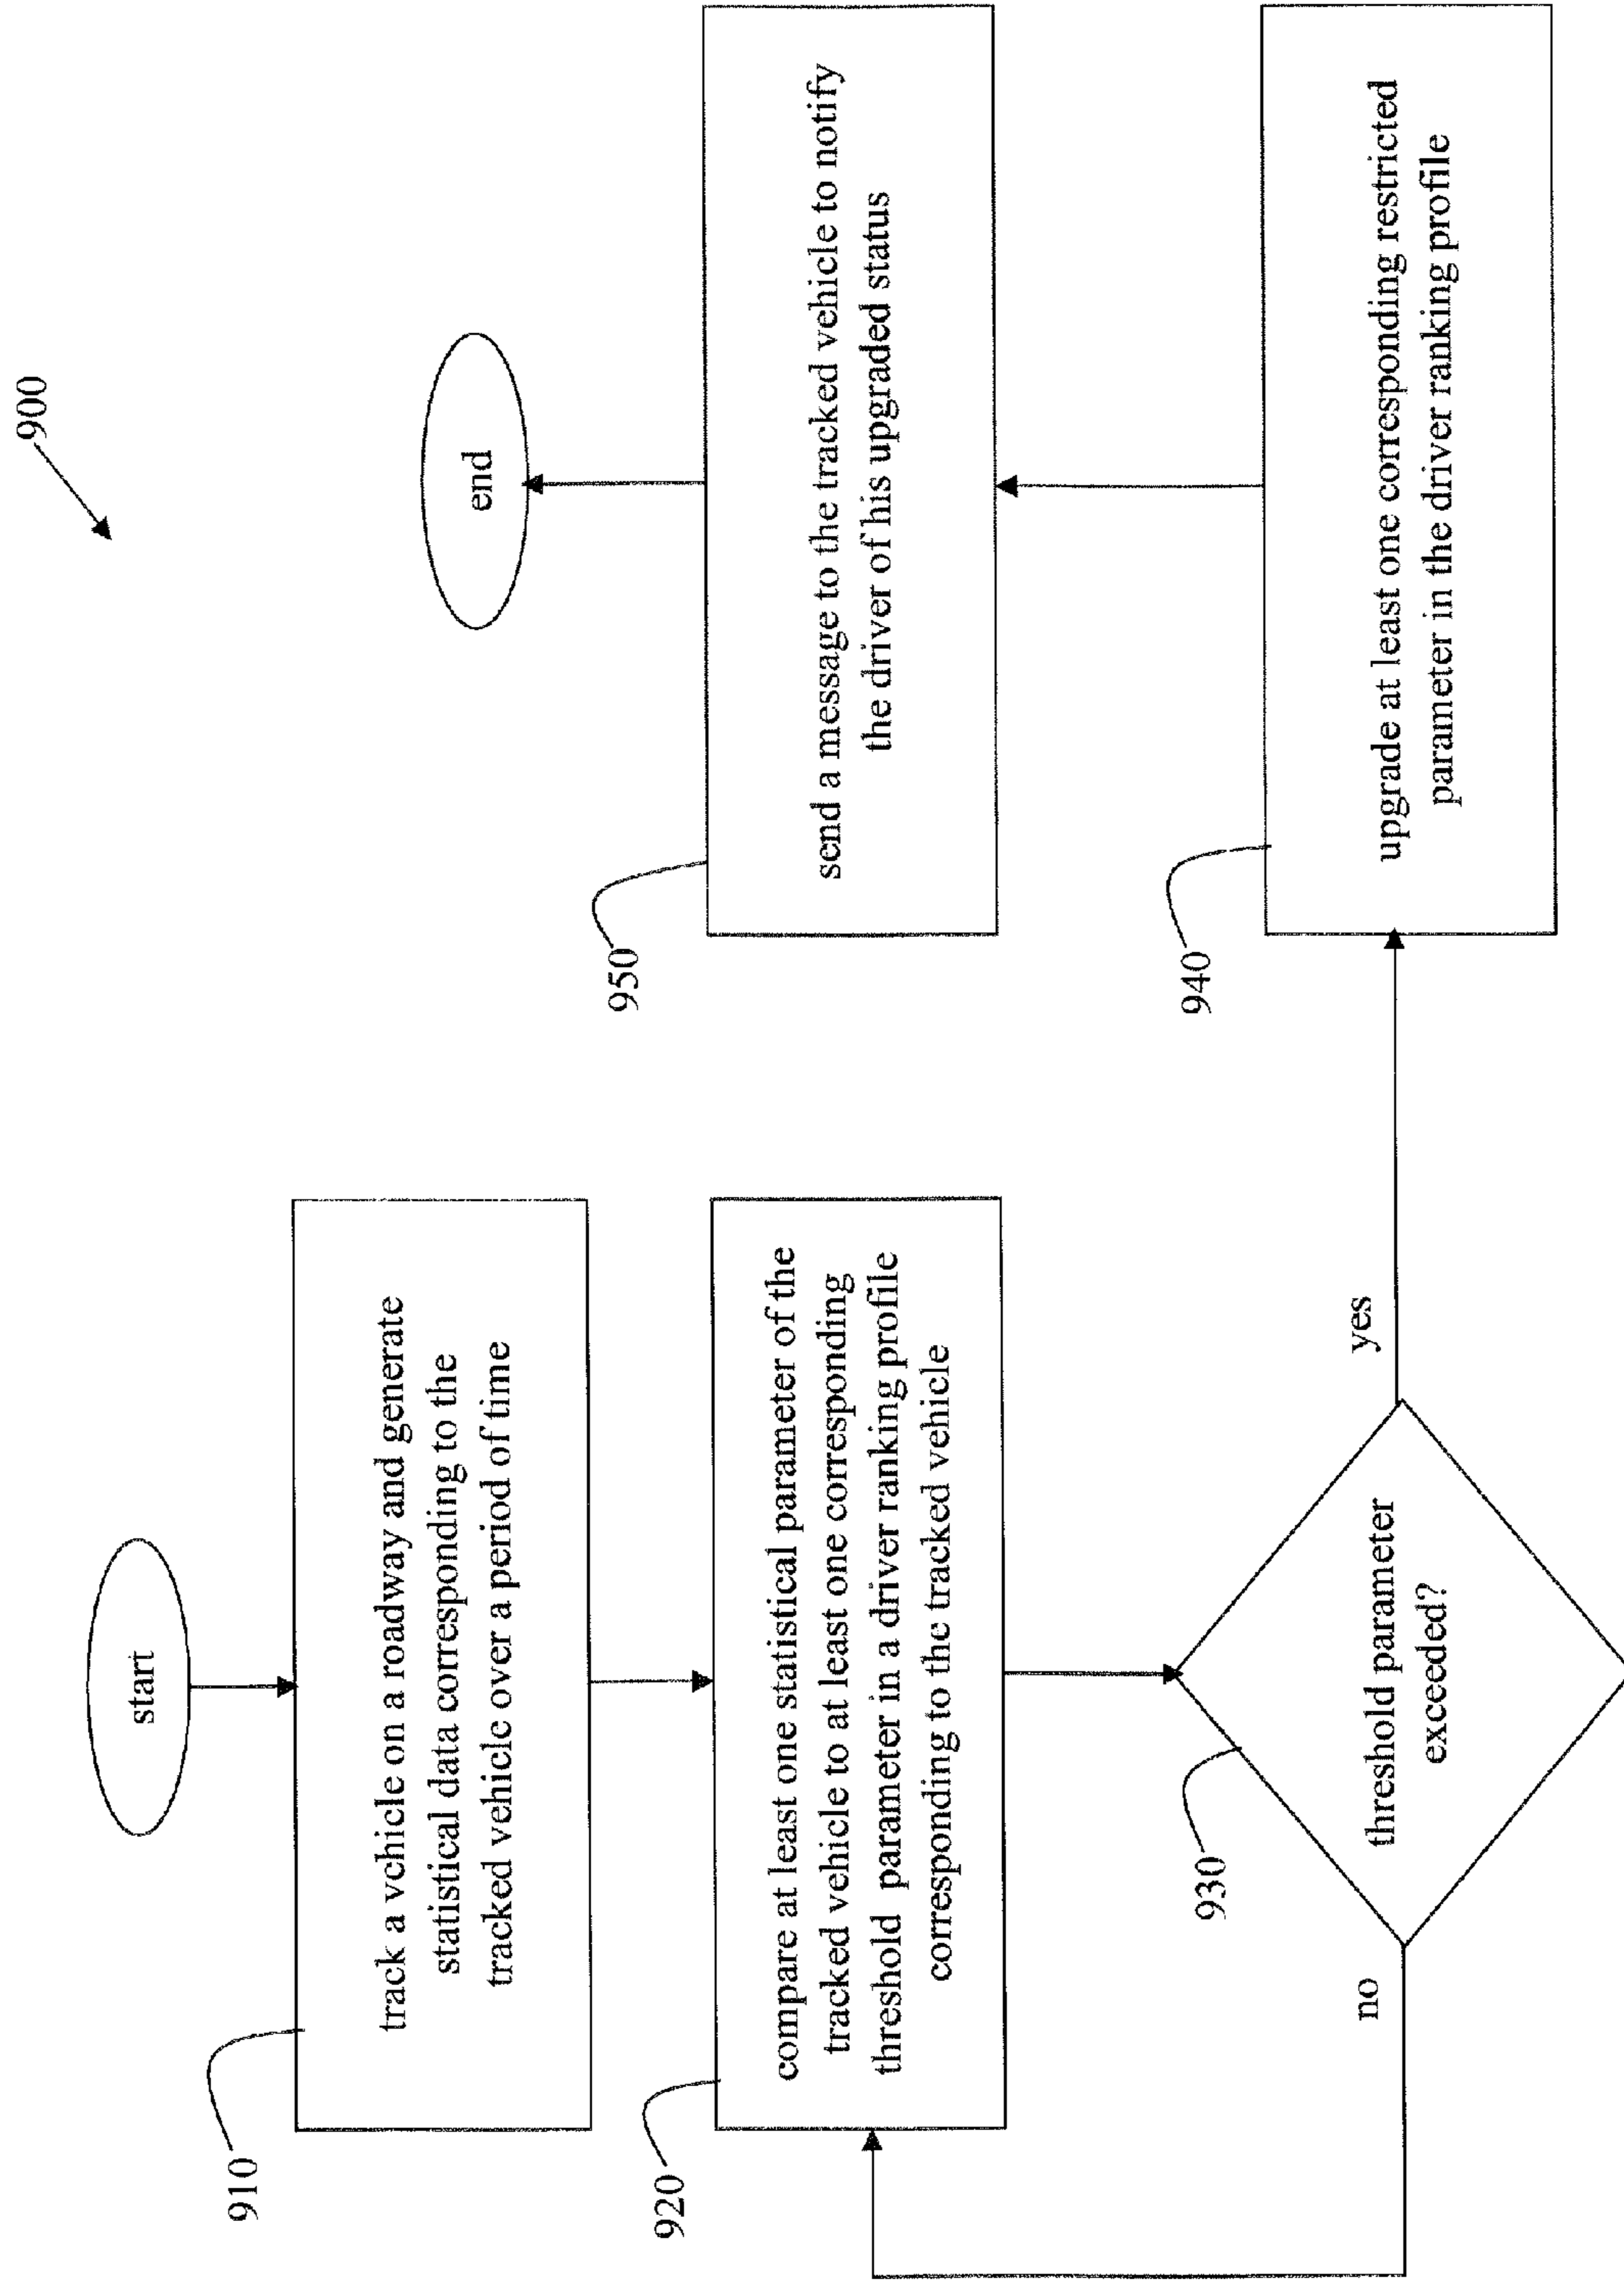 900
start
910
track a vehicle on a roadway and generate
statistical data corresponding to the
tracked vehicle over a period of time
920
compare at least one statistical parameter of the
tracked vehicle to at least one corresponding
threshold parameter in a driver ranking profile
corresponding to the tracked vehicle
930
threshold parameter
exceeded?
no
yes
940
upgrade at least one corresponding restricted
parameter in the driver ranking profile
950
send a message to the tracked vehicle to notify
the driver of his upgraded status
end